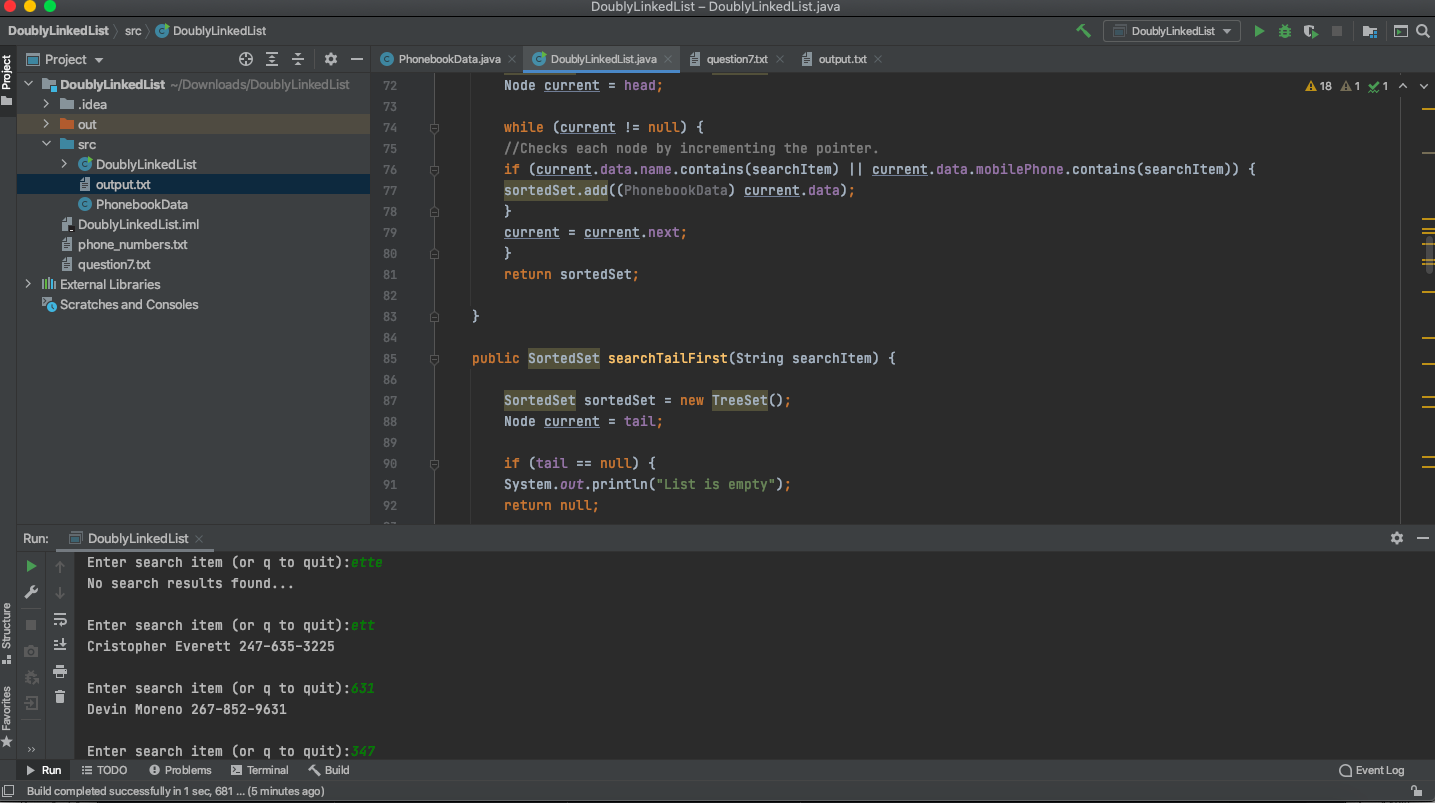 DoublyLinkedList – DoublyLinkedList.java
DoublyLinkedList src DoublyLinkedList DoublyLinkedList
Project PhonebookData.java DoublyLinkedList.java question7.txt output.txt
Project
DoublyLinkedList ~/Downloads/DoublyLinkedList
.idea
out
src
DoublyLinkedList
output.txt
PhonebookData
DoublyLinkedList.iml
phone_numbers.txt
question7.txt
External Libraries
Scratches and Consoles
18 1 1
72 Node current = head;
73
74 while (current != null) {
75 //Checks each node by incrementing the pointer.
76 if (current.data.name.contains(searchItem) || current.data.mobilePhone.contains(searchItem)) {
77 sortedSet.add((PhonebookData) current.data);
78 }
79 current = current.next;
80 }
81 return sortedSet;
82
83 }
84
85 public SortedSet searchTailFirst(String searchItem) {
86
87 SortedSet sortedSet = new TreeSet();
88 Node current = tail;
89
90 if (tail == null) {
91 System.out.println("List is empty");
92 return null;
Run: DoublyLinkedList
Enter search item (or q to quit):ette
No search results found...
Enter search item (or q to quit):ett
Cristopher Everett 247-635-3225
Enter search item (or q to quit):631
Devin Moreno 267-852-9631
Enter search item (or q to quit):347
Structure
Favorites
Run TODO Problems Terminal Build Event Log
Build completed successfully in 1 sec, 681 ... (5 minutes ago)